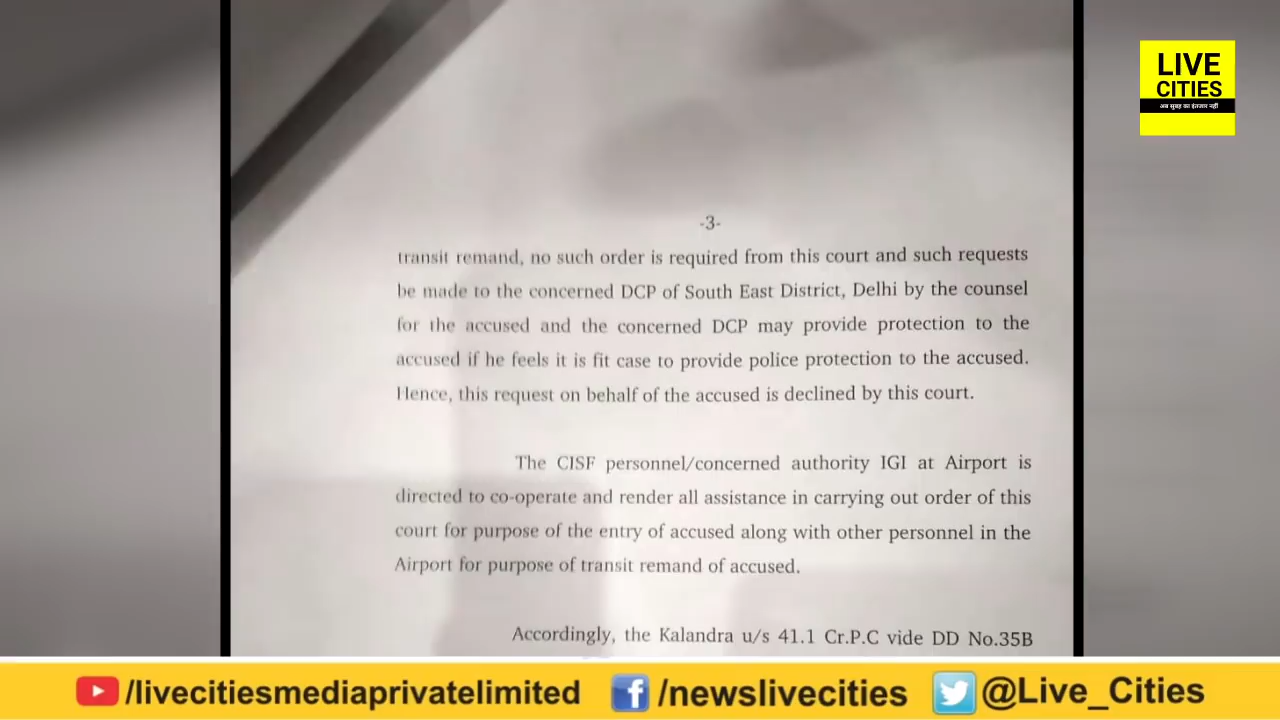 LIVE
CITIES
अब सुबह का इंतजार नहीं
-3-
transit remand, no such order is required from this court and such requests
be made to the concerned DCP of South East District, Delhi by the counsel
for the accused and the concerned DCP may provide protection to the
accused if he feels it is fit case to provide police protection to the accused.
Hence, this request on behalf of the accused is declined by this court.
The CISF personnel/concerned authority IGI at Airport is
directed to co-operate and render all assistance in carrying out order of this
court for purpose of the entry of accused along with other personnel in the
Airport for purpose of transit remand of accused.
Accordingly, the Kalandra u/s 41.1 Cr.P.C vide DD No.35B
/livecitiesmediaprivatelimited /newslivecities @Live_Cities